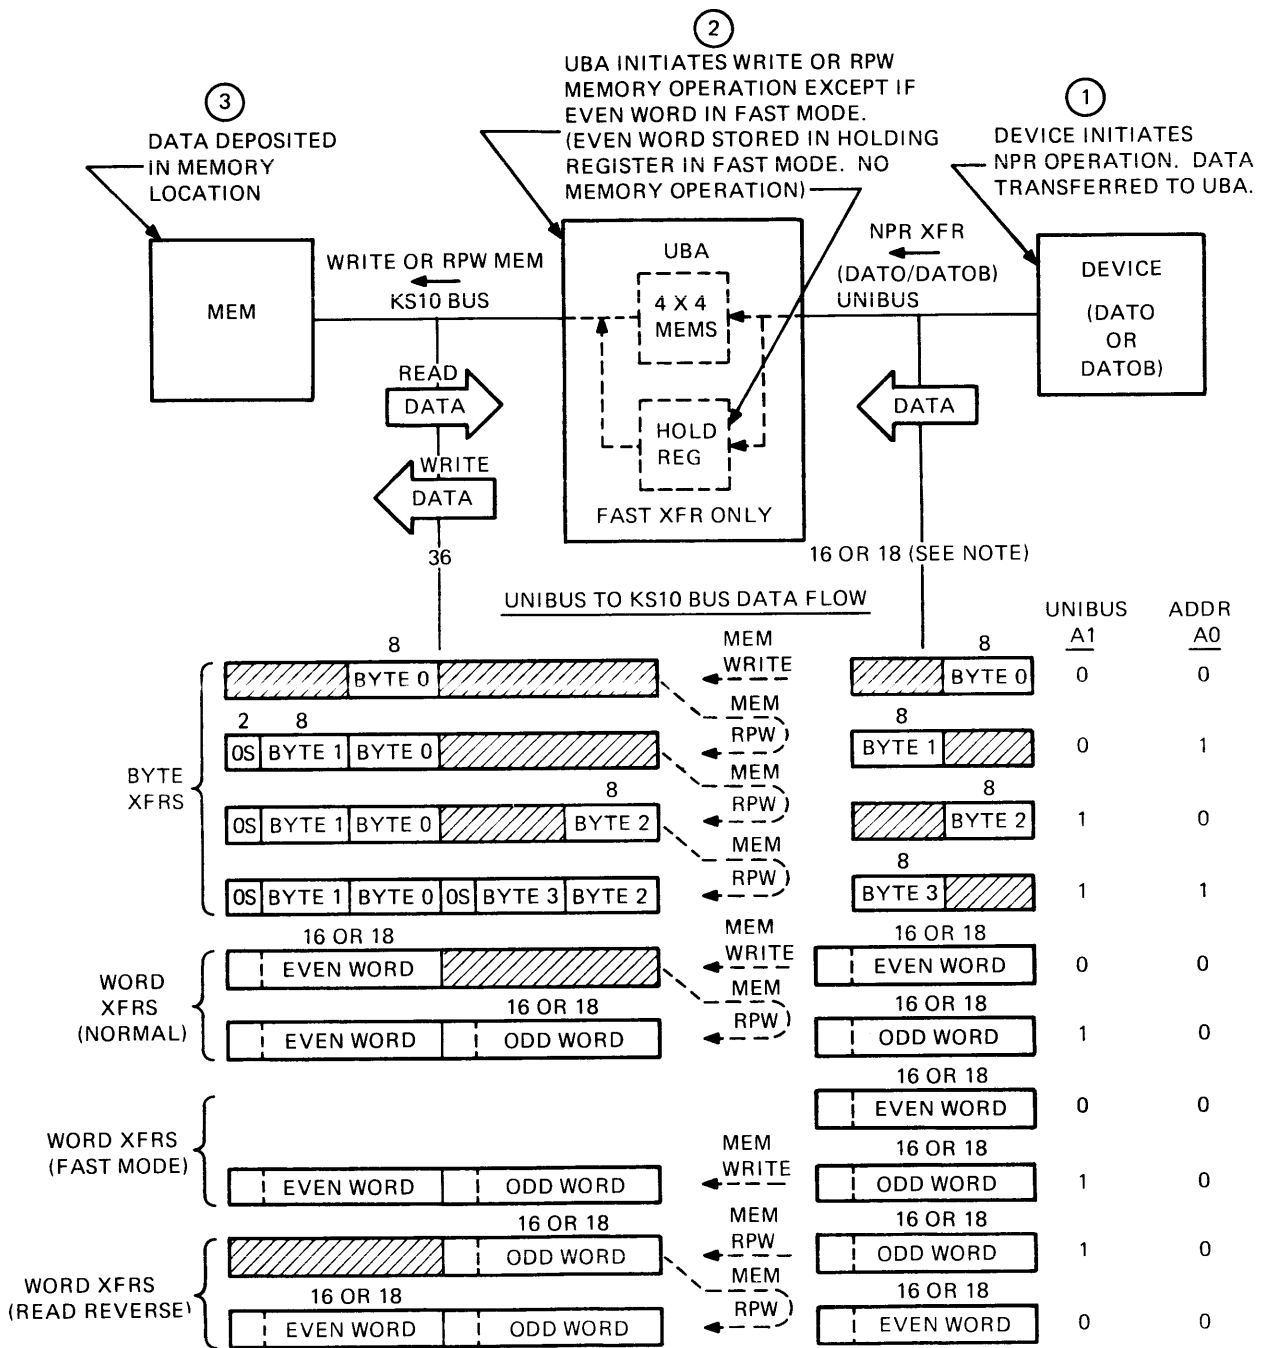 3
DATA DEPOSITED
IN MEMORY
LOCATION
2
UBA INITIATES WRITE OR RPW
MEMORY OPERATION EXCEPT IF
EVEN WORD IN FAST MODE.
(EVEN WORD STORED IN HOLDING
REGISTER IN FAST MODE. NO
MEMORY OPERATION)
1
DEVICE INITIATES
NPR OPERATION. DATA
TRANSFERRED TO UBA.
MEM
WRITE OR RPW MEM
KS10 BUS
READ
DATA
WRITE
DATA
36
UBA
4 X 4
MEMS
HOLD
REG
FAST XFR ONLY
NPR XFR
(DATO/DATOB)
UNIBUS
DATA
16 OR 18 (SEE NOTE)
DEVICE
(DATO
OR
DATOB)
UNIBUS TO KS10 BUS DATA FLOW
UNIBUS ADDR
A1 A0
BYTE
XFRS
8
BYTE 0
MEM
WRITE
8
BYTE 0
0 0
2 8
0S BYTE 1 BYTE 0
MEM
RPW
8
BYTE 1
0 1
8
0S BYTE 1 BYTE 0 BYTE 2
MEM
RPW
8
BYTE 2
1 0
0S BYTE 1 BYTE 0 0S BYTE 3 BYTE 2
MEM
RPW
8
BYTE 3
1 1
WORD
XFRS
(NORMAL)
16 OR 18
EVEN WORD
MEM
WRITE
16 OR 18
EVEN WORD
0 0
16 OR 18
EVEN WORD ODD WORD
MEM
RPW
16 OR 18
ODD WORD
1 0
WORD XFRS
(FAST MODE)
16 OR 18
EVEN WORD
0 0
EVEN WORD ODD WORD
MEM
WRITE
16 OR 18
ODD WORD
1 0
WORD XFRS
(READ REVERSE)
16 OR 18
ODD WORD
MEM
RPW
16 OR 18
ODD WORD
1 0
16 OR 18
EVEN WORD ODD WORD
MEM
RPW
16 OR 18
EVEN WORD
0 0